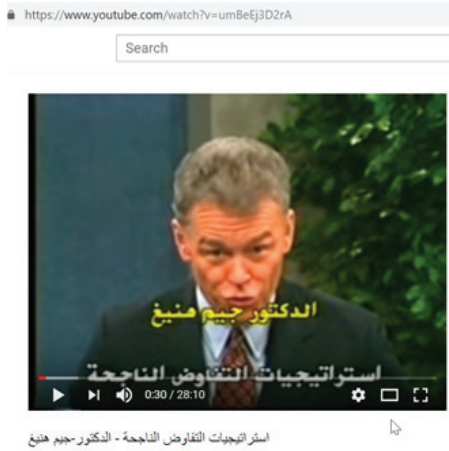 https://www.youtube.com/watch?v=umBeEj3D2rA
Search
الدكتور جيم هنيغ
استراتيجيات التفاوض الناجحة
0:30 / 28:10
استراتيجيات التفاوض الناجحة - الدكتور-جيم هنيغ